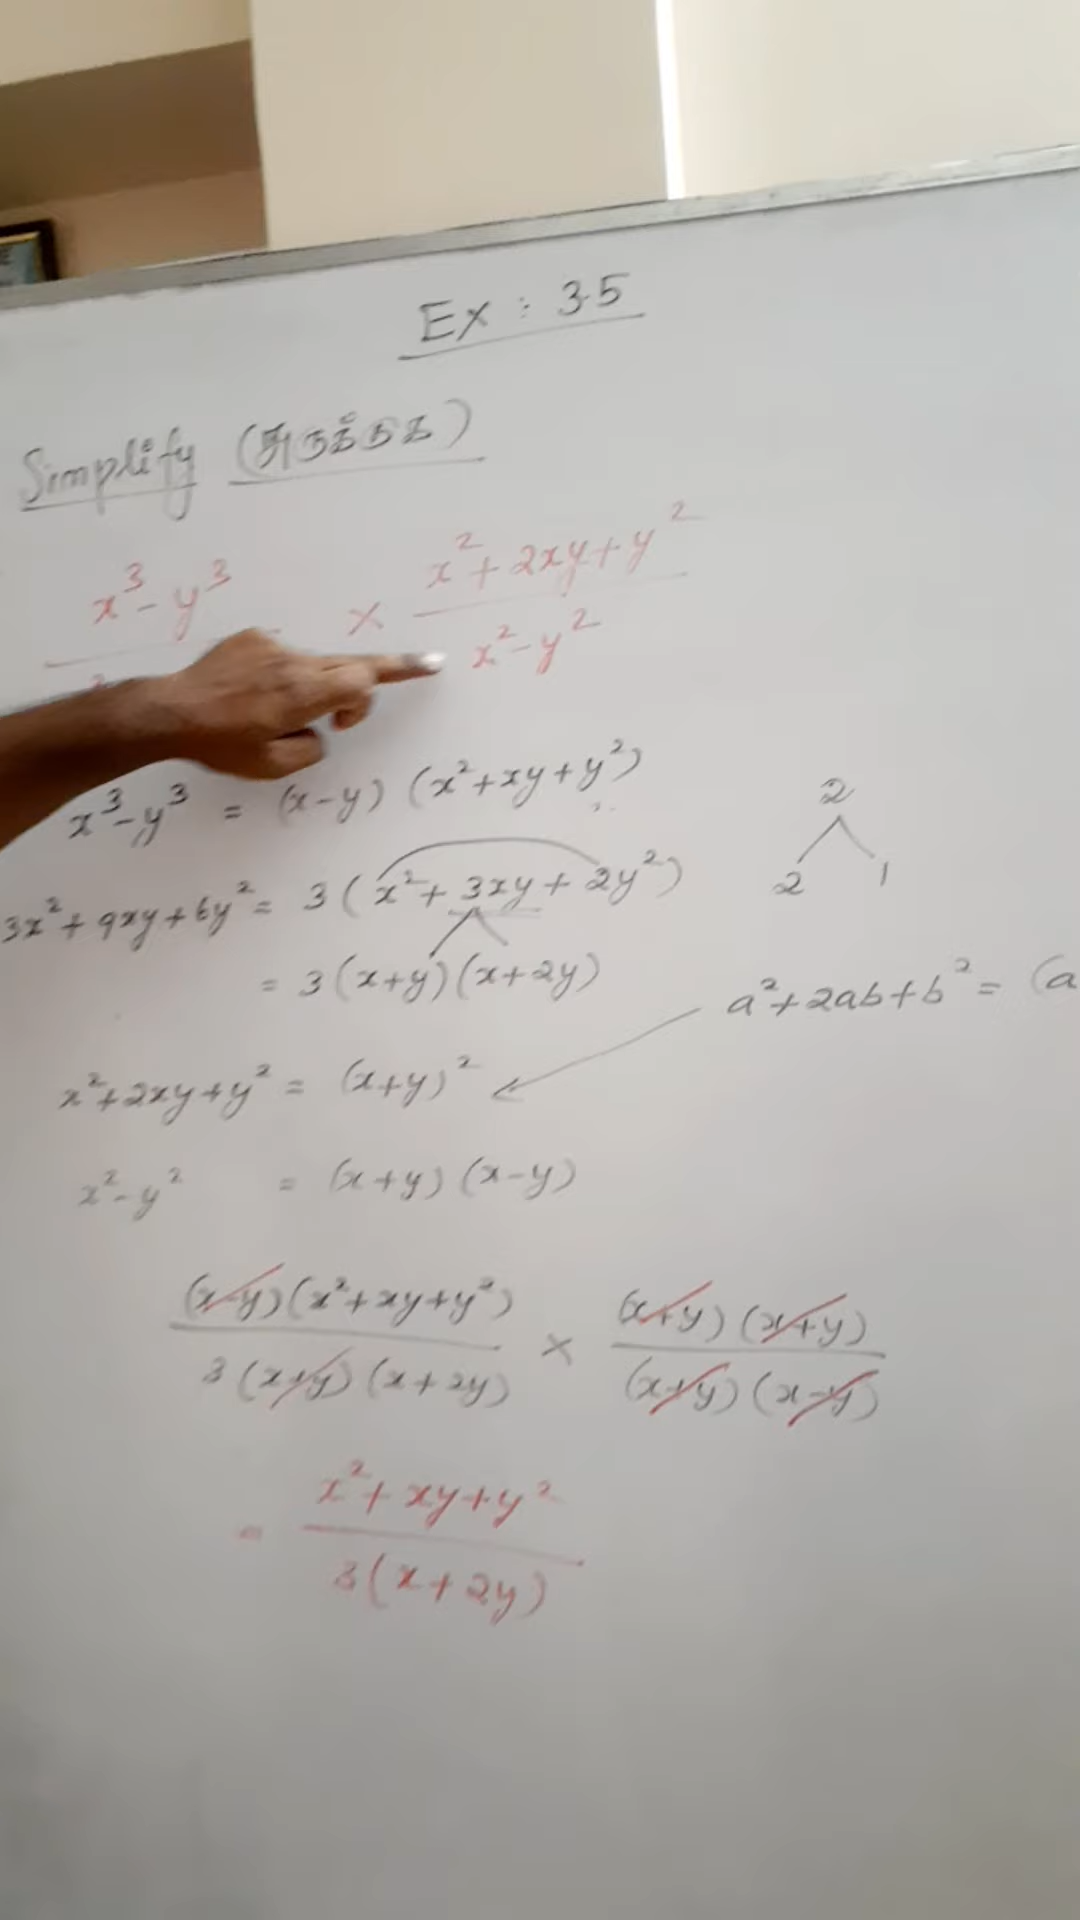 Ex : 3.5
Simplify (சுருக்குக)
x³-y³ × x²+2xy+y²
x²-y²
x³-y³ = (x-y) (x²+xy+y²)
2
2 1
3x²+9xy+6y² = 3(x²+3xy+2y²)
= 3(x+y)(x+2y)
a²+2ab+b² = (a
x²+2xy+y² = (x+y)²
x²-y² = (x+y)(x-y)
(x-y)(x²+xy+y²) × (x+y)(x+y)
3(x+y)(x+2y) (x+y)(x-y)
= x²+xy+y²
3(x+2y)